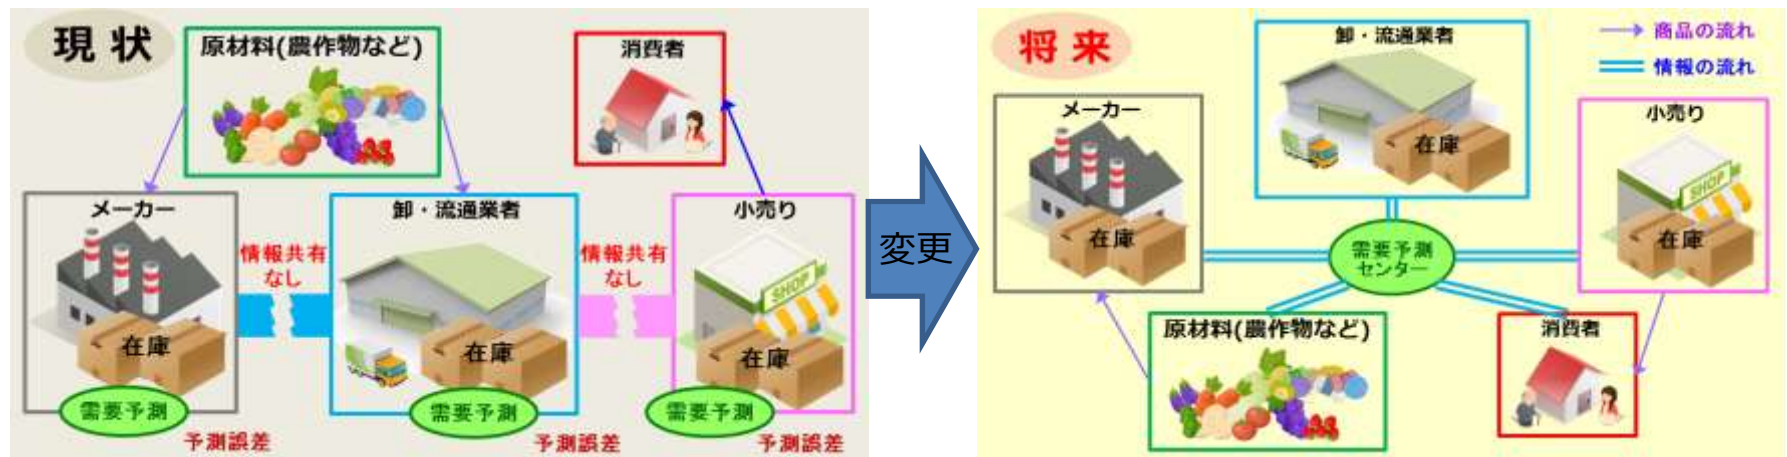 現状
原材料(農作物など)
消費者
メーカー
卸・流通業者
小売り
情報共有
なし
情報共有
なし
SHOP
在庫
在庫
在庫
需要予測
需要予測
需要予測
予測誤差
予測誤差
予測誤差
変更
将来
卸・流通業者
商品の流れ
情報の流れ
メーカー
小売り
在庫
SHOP
在庫
在庫
需要予測
センター
原材料(農作物など)
消費者